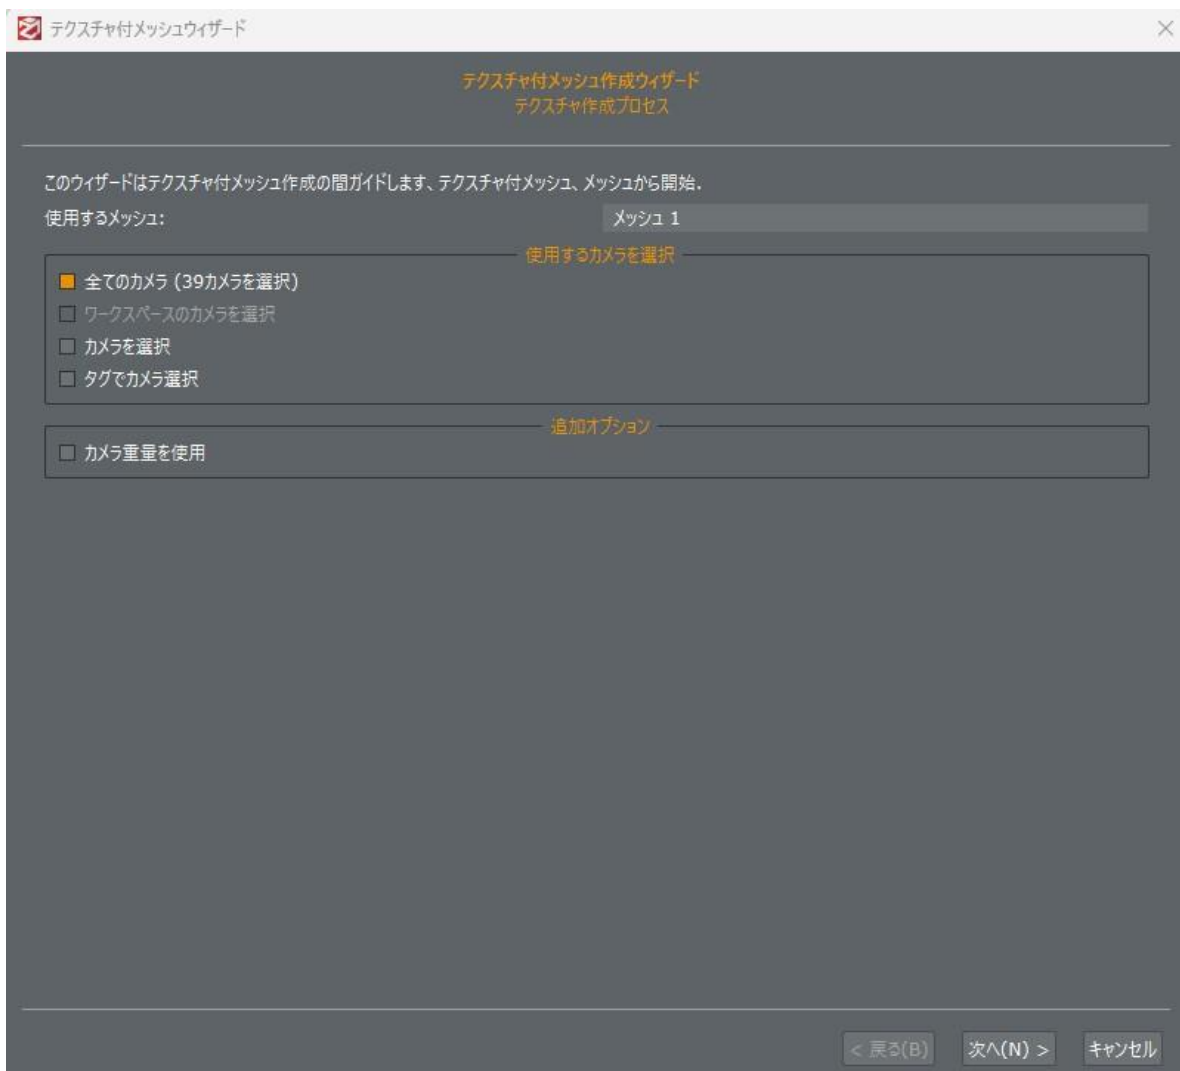 テクスチャ付メッシュウィザード
テクスチャ付メッシュ作成ウィザード
テクスチャ作成プロセス
このウィザードはテクスチャ付メッシュ作成の間ガイドします、テクスチャ付メッシュ、メッシュから開始.
使用するメッシュ: メッシュ 1
使用するカメラを選択
全てのカメラ (39カメラを選択)
ワークスペースのカメラを選択
カメラを選択
タグでカメラ選択
追加オプション
カメラ重量を使用
< 戻る(B) 次へ(N) > キャンセル